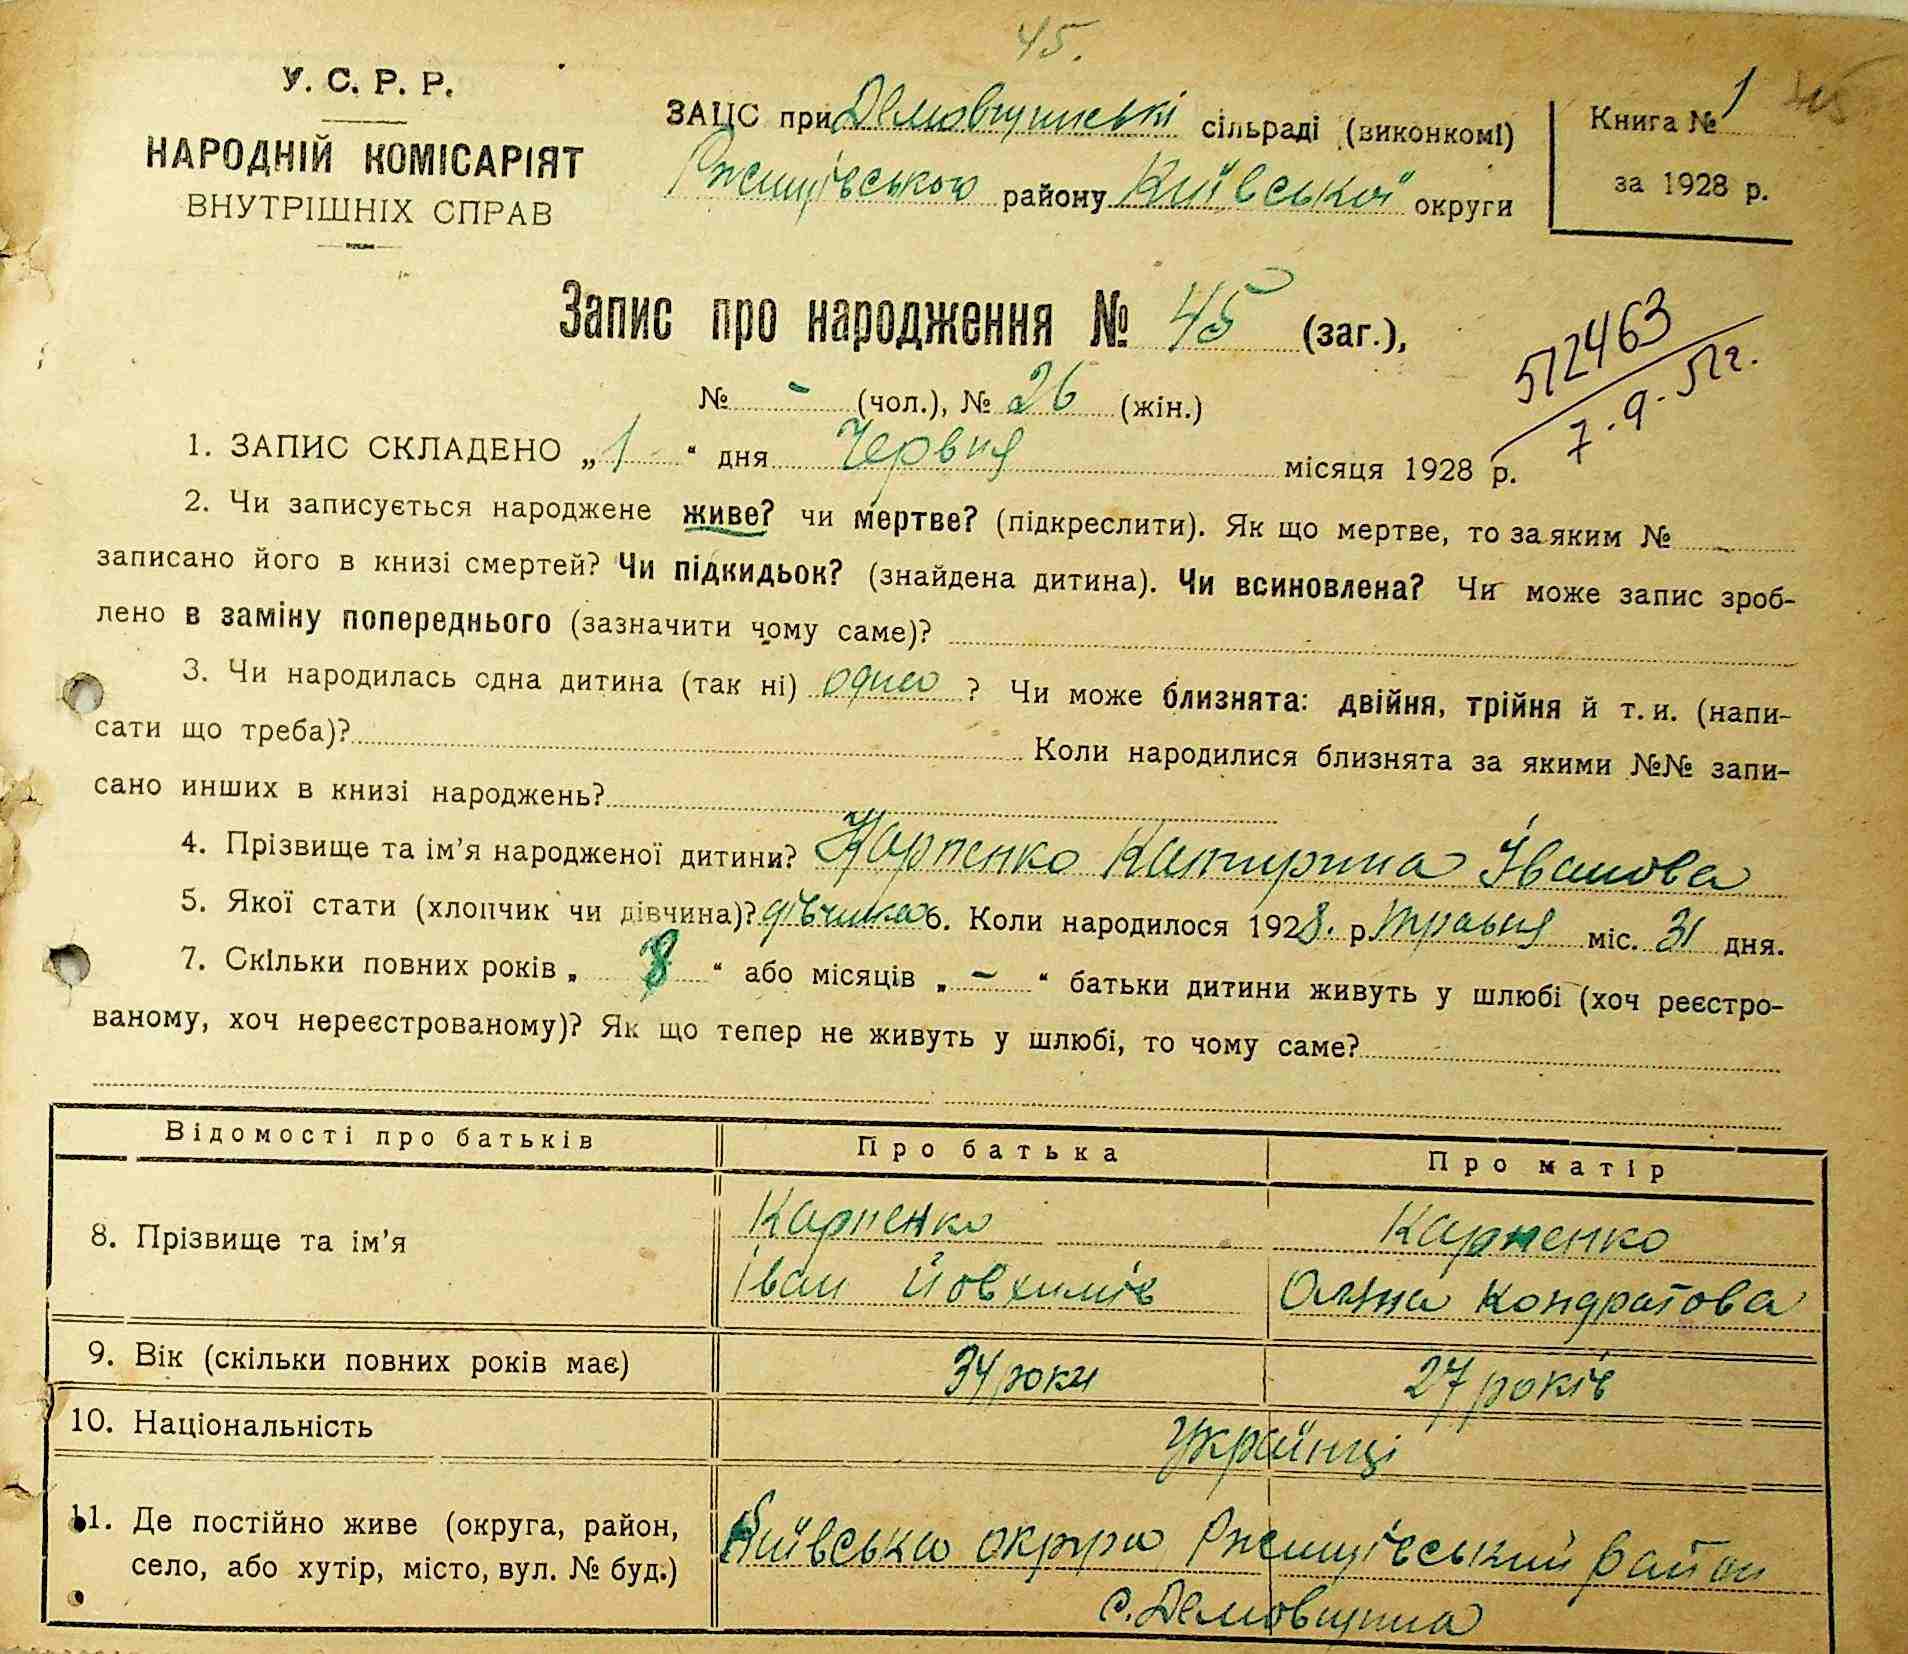 45.
У. С. Р. Р.
НАРОДНІЙ КОМІСАРІЯТ
ВНУТРІШНІХ СПРАВ
ЗАЦС при Демовщинські сільраді (виконкомі)
Ржищівського району Київської округи
Книга № 1
за 1928 р.
45
Запис про народження № 45 (заг.),
№ - (чол.), № 26 (жін.)
512463
7.9.51г.
1. ЗАПИС СКЛАДЕНО „1“ дня Червня місяця 1928 р.
2. Чи записується народжене живе? чи мертве? (підкреслити). Як що мертве, то за яким №
записано його в книзі смертей? Чи підкидьок? (знайдена дитина). Чи всиновлена? Чи може запис зроб-
лено в заміну попереднього (зазначити чому саме)?
3. Чи народилась одна дитина (так ні) одно ? Чи може близнята: двійня, трійня й т. и. (напи-
сати що треба)? Коли народилися близнята за якими №№ запи-
сано инших в книзі народжень?
4. Прізвище та ім’я народженої дитини? Карпенко Катирина Іванова
5. Якої стати (хлопчик чи дівчина)? дівчинка 6. Коли народилося 1928. р. травня міс. 31 дня.
7. Скільки повних років „ 8 “ або місяців „ - “ батьки дитини живуть у шлюбі (хоч реєстро-
ваному, хоч нереєстрованому)? Як що тепер не живуть у шлюбі, то чому саме?
Відомості про батьків Про батька Про матір
8. Прізвище та ім’я Карпенко Карпенко
Іван Йовхимів Оляна Кондратова
9. Вік (скільки повних років має) 34 роки 27 років
10. Національність Українці
11. Де постійно живе (округа, район, Київська округа Ржищівський район
село, або хутір, місто, вул. № буд.) с. Демовщина